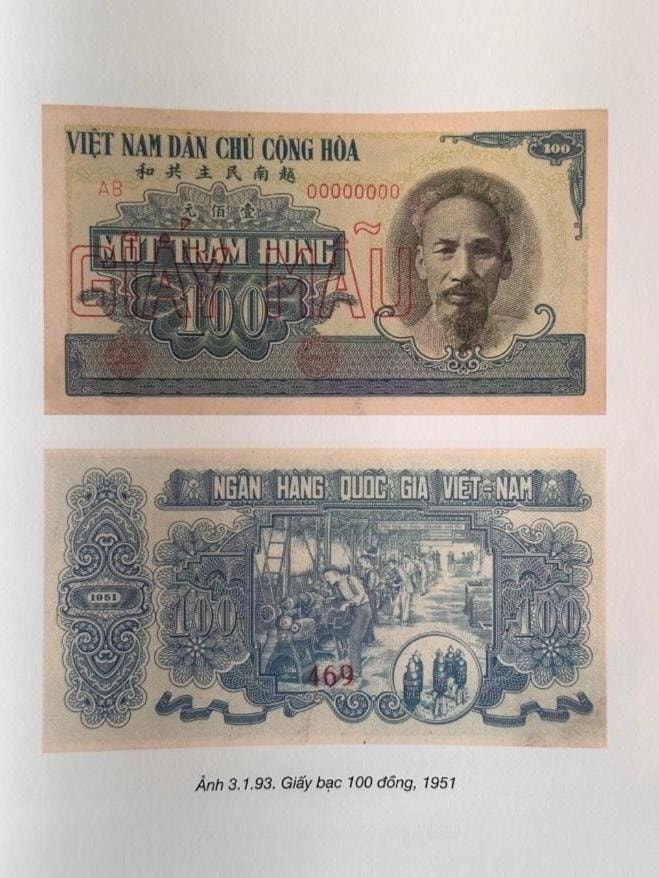 VIỆT NAM DÂN CHỦ CỘNG HÒA
100
和共主民南越
AB 00000000
元佰壹
MỘT TRĂM ĐỒNG
GIẤY MẪU
100
NGÂN HÀNG QUỐC GIA VIỆT-NAM
1951
100
100
469
Ảnh 3.1.93. Giấy bạc 100 đồng, 1951